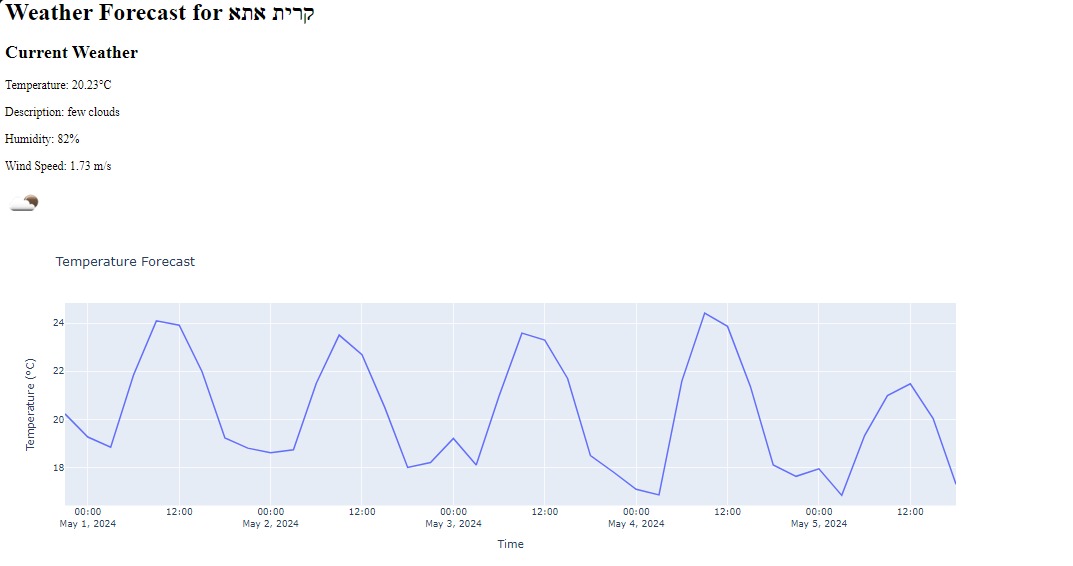 Weather Forecast for קרית אתא
Current Weather
Temperature: 20.23°C
Description: few clouds
Humidity: 82%
Wind Speed: 1.73 m/s
Temperature Forecast
Temperature (°C)
24
22
20
18
00:00 12:00 00:00 12:00 00:00 12:00 00:00 12:00 00:00 12:00
May 1, 2024 May 2, 2024 May 3, 2024 May 4, 2024 May 5, 2024
Time